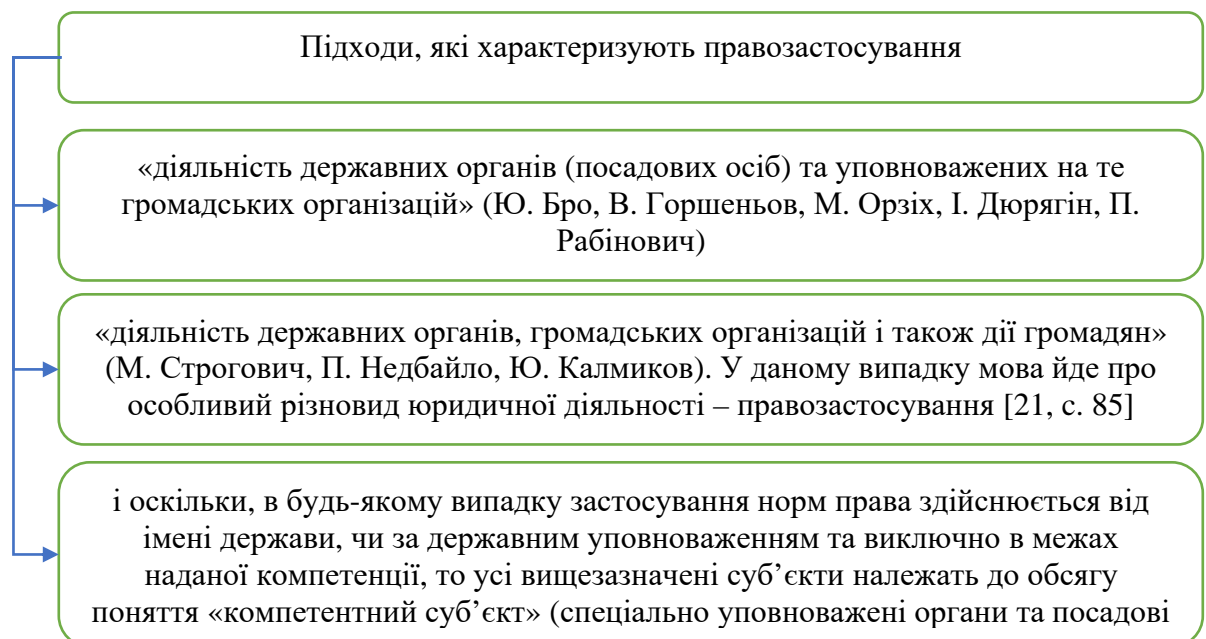 Підходи, які характеризують правозастосування
«діяльність державних органів (посадових осіб) та уповноважених на те
громадських організацій» (Ю. Бро, В. Горшеньов, М. Орзіх, І. Дюрягін, П.
Рабінович)
«діяльність державних органів, громадських організацій і також дії громадян»
(М. Строгович, П. Недбайло, Ю. Калмиков). У даному випадку мова йде про
особливий різновид юридичної діяльності – правозастосування [21, с. 85]
і оскільки, в будь-якому випадку застосування норм права здійснюється від
імені держави, чи за державним уповноваженням та виключно в межах
наданої компетенції, то усі вищезазначені суб’єкти належать до обсягу
поняття «компетентний суб’єкт» (спеціально уповноважені органи та посадові